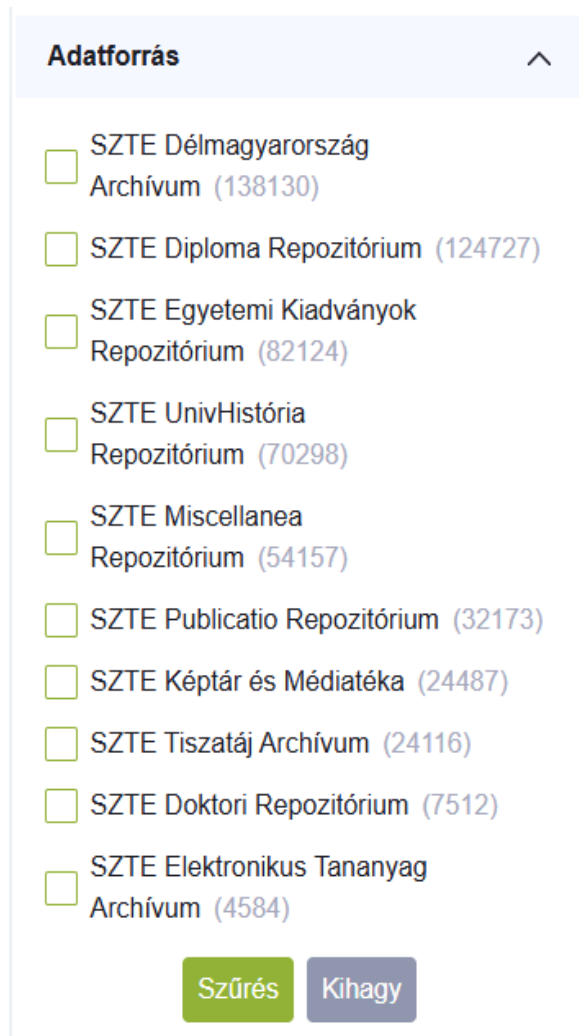 Adatforrás
SZTE Délmagyarország
Archívum (138130)
SZTE Diploma Repozitórium (124727)
SZTE Egyetemi Kiadványok
Repozitórium (82124)
SZTE UnivHistória
Repozitórium (70298)
SZTE Miscellanea
Repozitórium (54157)
SZTE Publicatio Repozitórium (32173)
SZTE Képtár és Médiatéka (24487)
SZTE Tiszatáj Archívum (24116)
SZTE Doktori Repozitórium (7512)
SZTE Elektronikus Tananyag
Archívum (4584)
Szűrés Kihagy